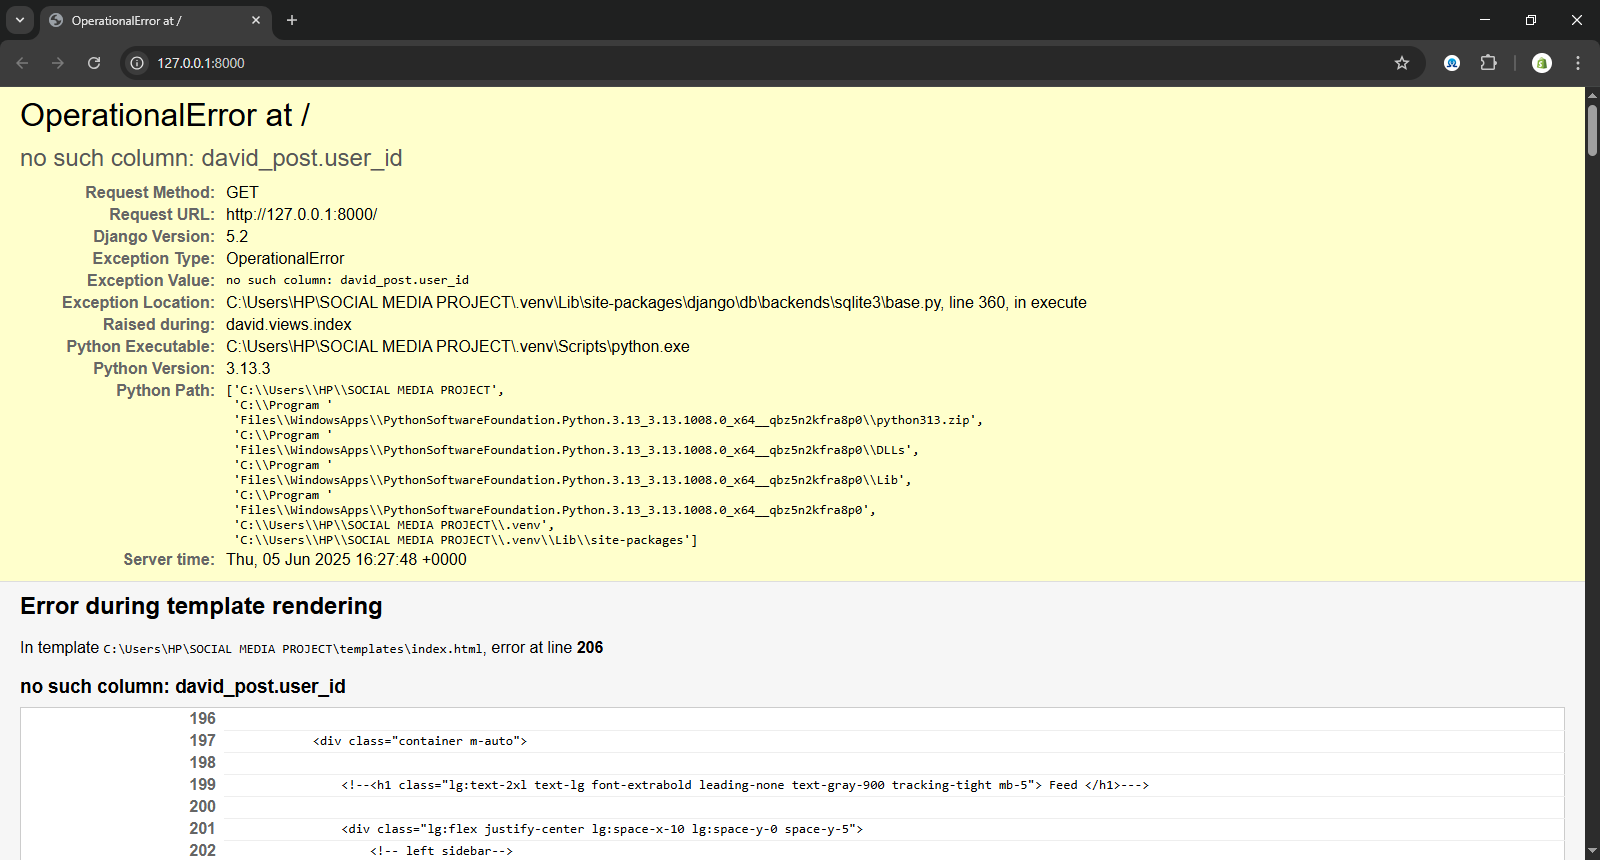 OperationalError at /
127.0.0.1:8000
OperationalError at /
no such column: david_post.user_id
Request Method: GET
Request URL: http://127.0.0.1:8000/
Django Version: 5.2
Exception Type: OperationalError
Exception Value: no such column: david_post.user_id
Exception Location: C:\Users\HP\SOCIAL MEDIA PROJECT\.venv\Lib\site-packages\django\db\backends\sqlite3\base.py, line 360, in execute
Raised during: david.views.index
Python Executable: C:\Users\HP\SOCIAL MEDIA PROJECT\.venv\Scripts\python.exe
Python Version: 3.13.3
Python Path: ['C:\\Users\\HP\\SOCIAL MEDIA PROJECT',
'C:\\Program '
'Files\\WindowsApps\\PythonSoftwareFoundation.Python.3.13_3.13.1008.0_x64__qbz5n2kfra8p0\\python313.zip',
'C:\\Program '
'Files\\WindowsApps\\PythonSoftwareFoundation.Python.3.13_3.13.1008.0_x64__qbz5n2kfra8p0\\DLLs',
'C:\\Program '
'Files\\WindowsApps\\PythonSoftwareFoundation.Python.3.13_3.13.1008.0_x64__qbz5n2kfra8p0\\Lib',
'C:\\Program '
'Files\\WindowsApps\\PythonSoftwareFoundation.Python.3.13_3.13.1008.0_x64__qbz5n2kfra8p0',
'C:\\Users\\HP\\SOCIAL MEDIA PROJECT\\.venv',
'C:\\Users\\HP\\SOCIAL MEDIA PROJECT\\.venv\\Lib\\site-packages']
Server time: Thu, 05 Jun 2025 16:27:48 +0000
Error during template rendering
In template C:\Users\HP\SOCIAL MEDIA PROJECT\templates\index.html, error at line 206
no such column: david_post.user_id
196
197 <div class="container m-auto">
198
199 <!--<h1 class="lg:text-2xl text-lg font-extrabold leading-none text-gray-900 tracking-tight mb-5"> Feed </h1>--->
200
201 <div class="lg:flex justify-center lg:space-x-10 lg:space-y-0 space-y-5">
202 <!-- left sidebar-->